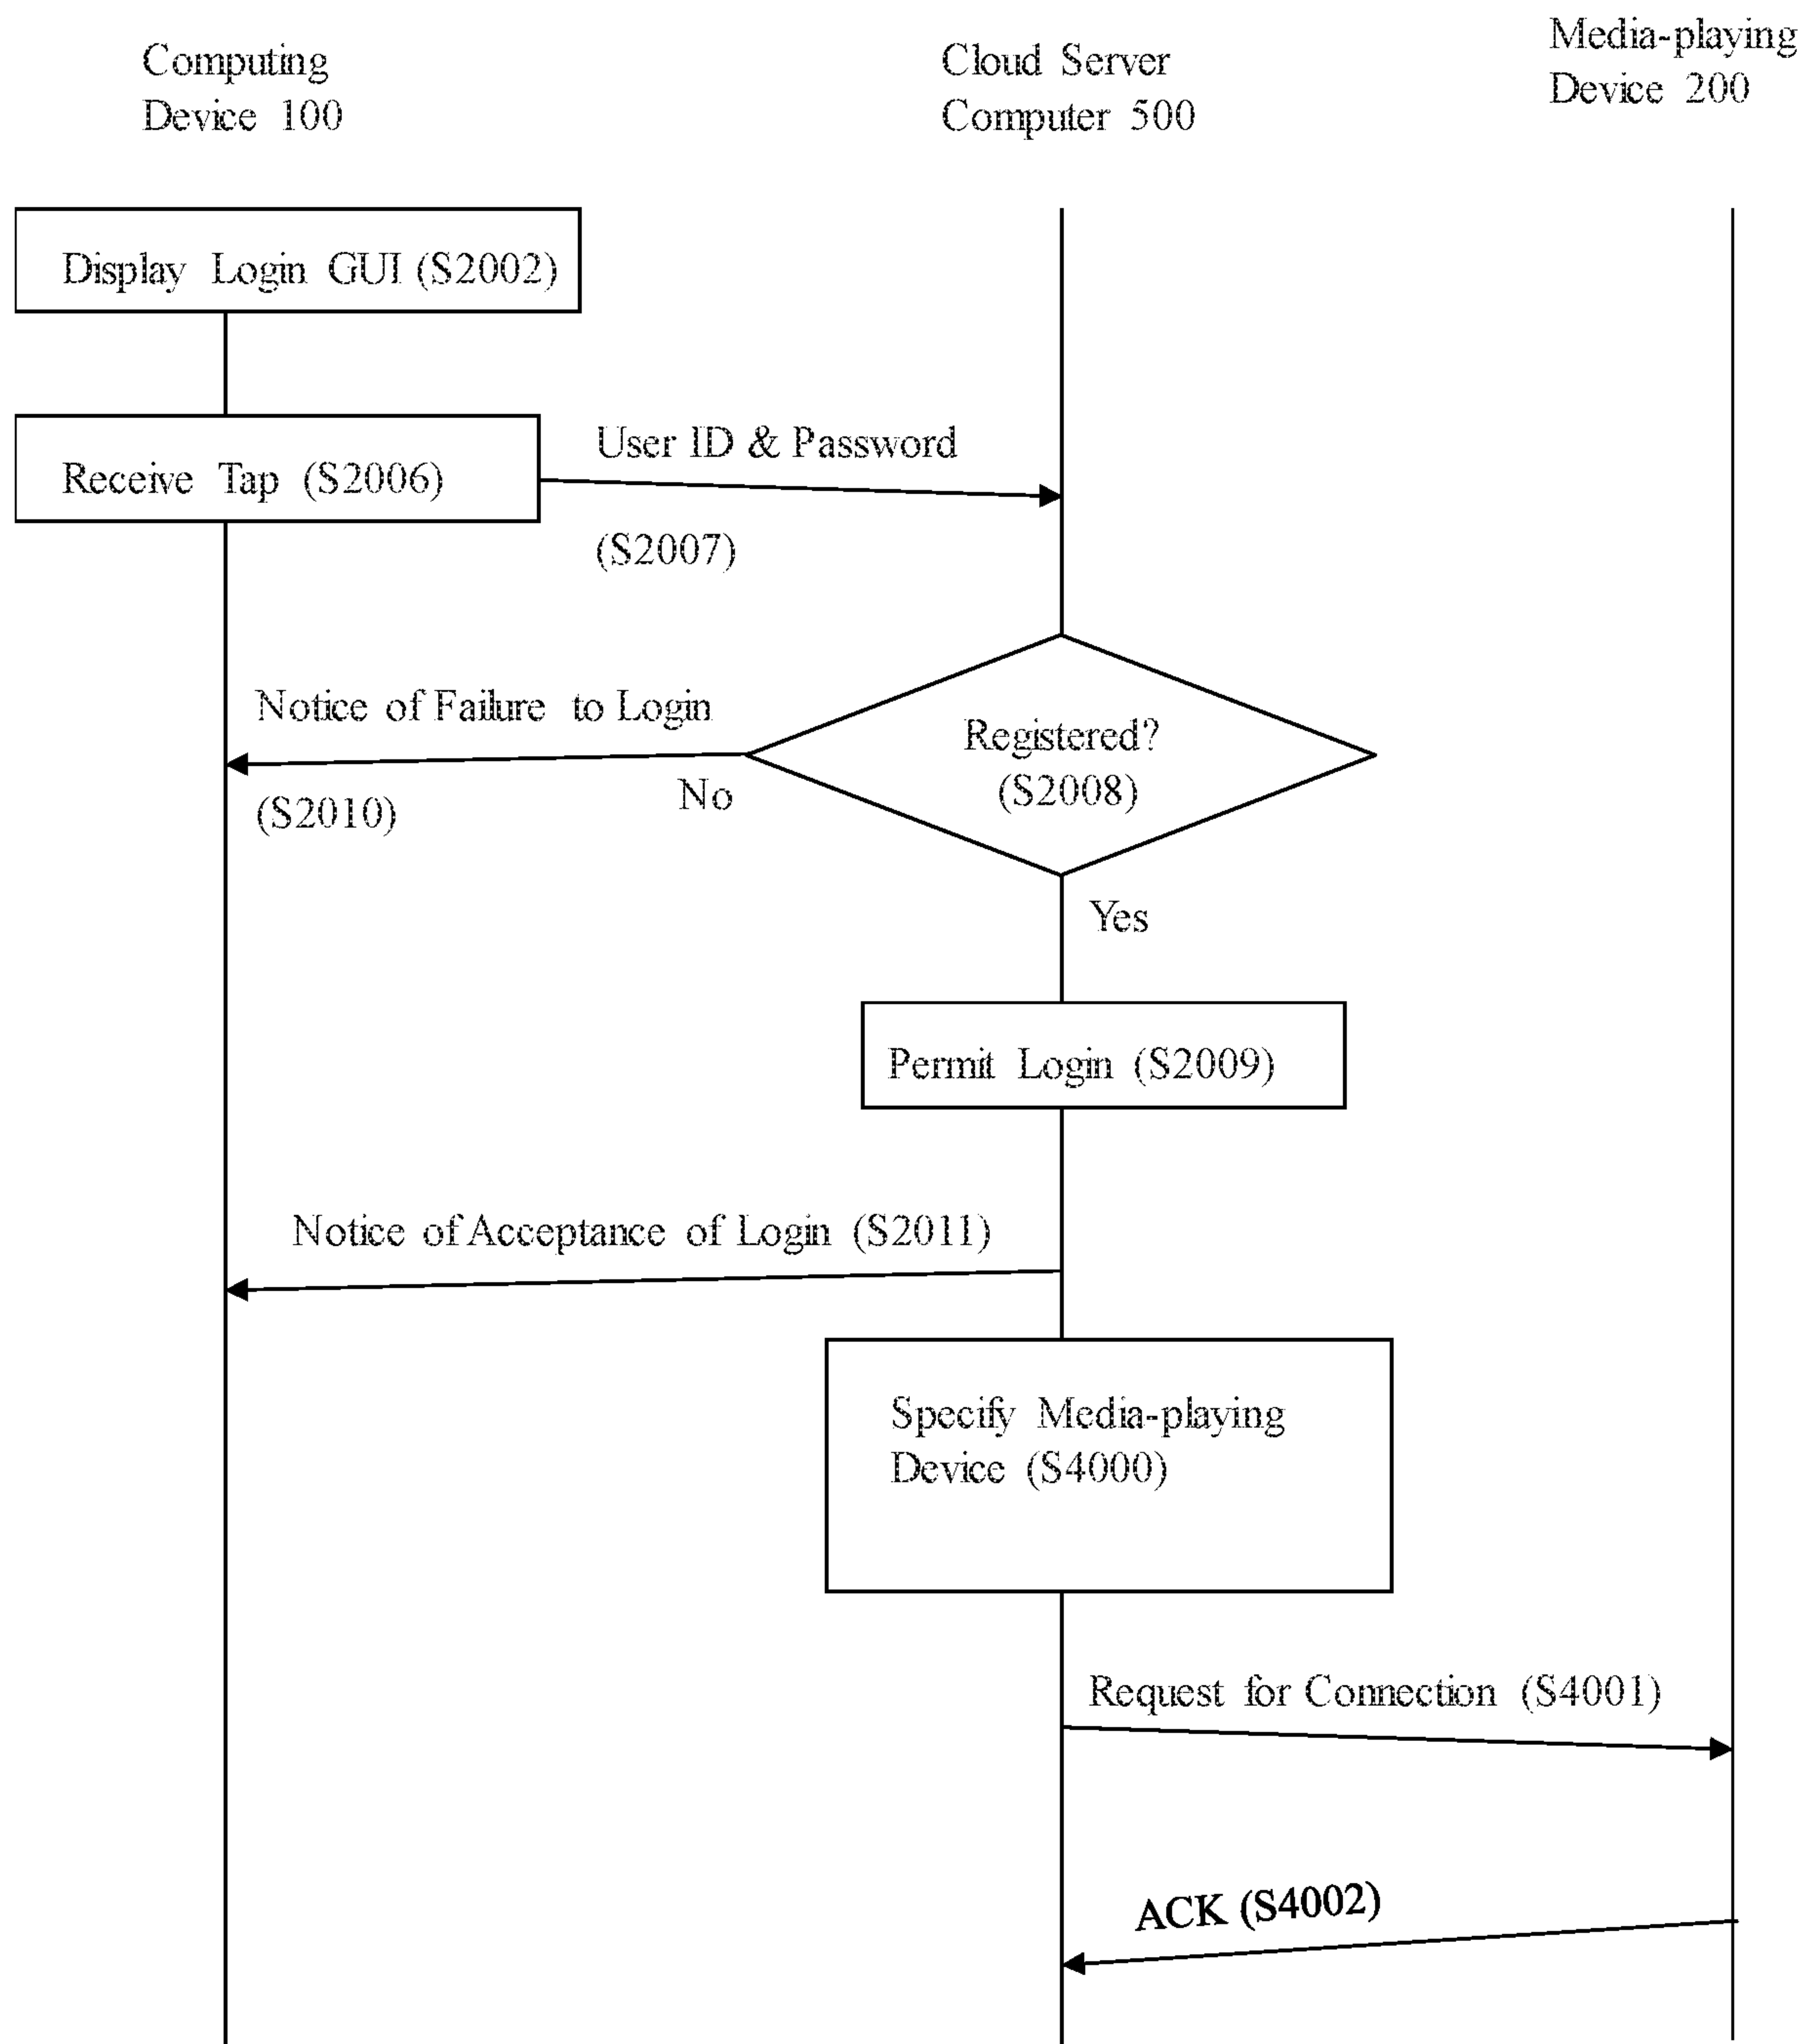 Computing
Device 100
Cloud Server
Computer 500
Media-playing
Device 200
Display Login GUI (S2002)
Receive Tap (S2006)
User ID & Password
(S2007)
Notice of Failure to Login
(S2010)
No
Registered?
(S2008)
Yes
Permit Login (S2009)
Notice of Acceptance of Login (S2011)
Specify Media-playing
Device (S4000)
Request for Connection (S4001)
ACK (S4002)